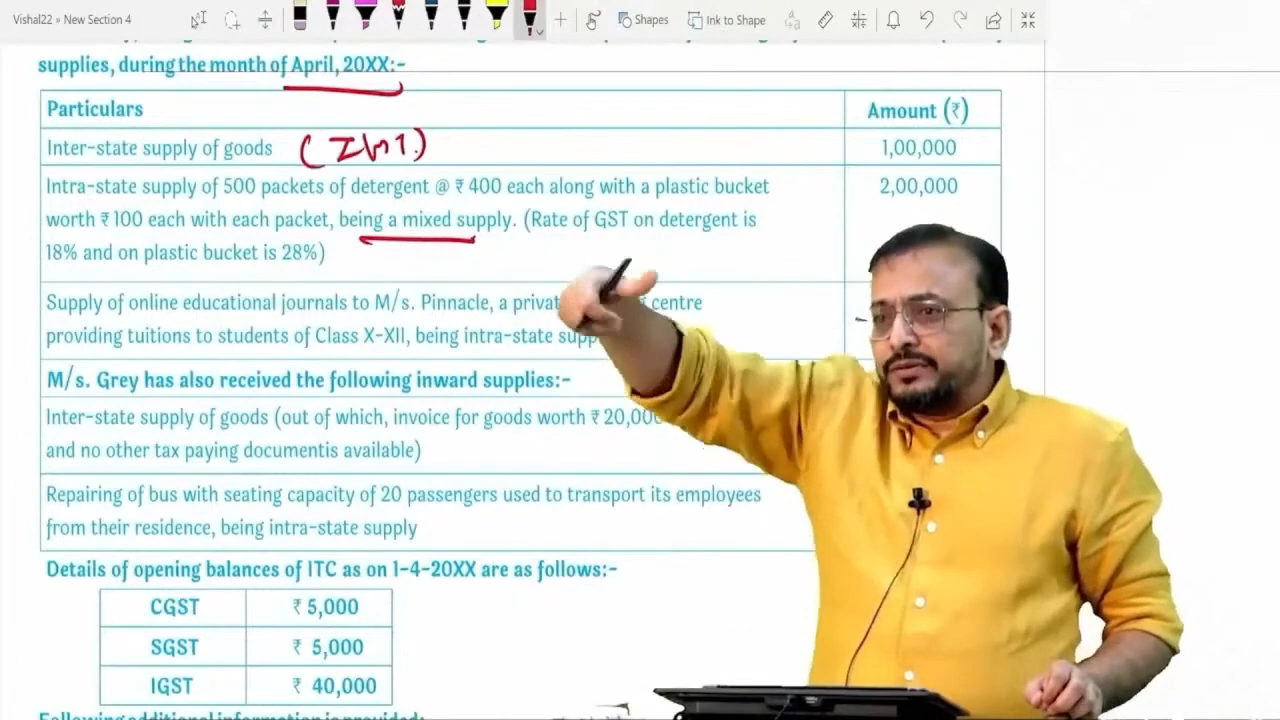 Vishal22 » New Section 4
Shapes
Ink to Shape
supplies, during the month of April, 20XX:-
Particulars Amount (₹)
Inter-state supply of goods 1,00,000
Intra-state supply of 500 packets of detergent @ ₹ 400 each along with a plastic bucket 2,00,000
worth ₹ 100 each with each packet, being a mixed supply. (Rate of GST on detergent is
18% and on plastic bucket is 28%)
Supply of online educational journals to M/s. Pinnacle, a centre
providing tuitions to students of Class X-XII, being intra-state
M/s. Grey has also received the following inward supplies:-
Inter-state supply of goods (out of which, invoice for goods worth ₹
and no other tax paying documentis available)
Repairing of bus with seating capacity of 20 passengers used to transport its employees
from their residence, being intra-state supply
Details of opening balances of ITC as on 1-4-20XX are as follows:-
CGST ₹ 5,000
SGST ₹ 5,000
IGST ₹ 40,000
Following additional information is provided: